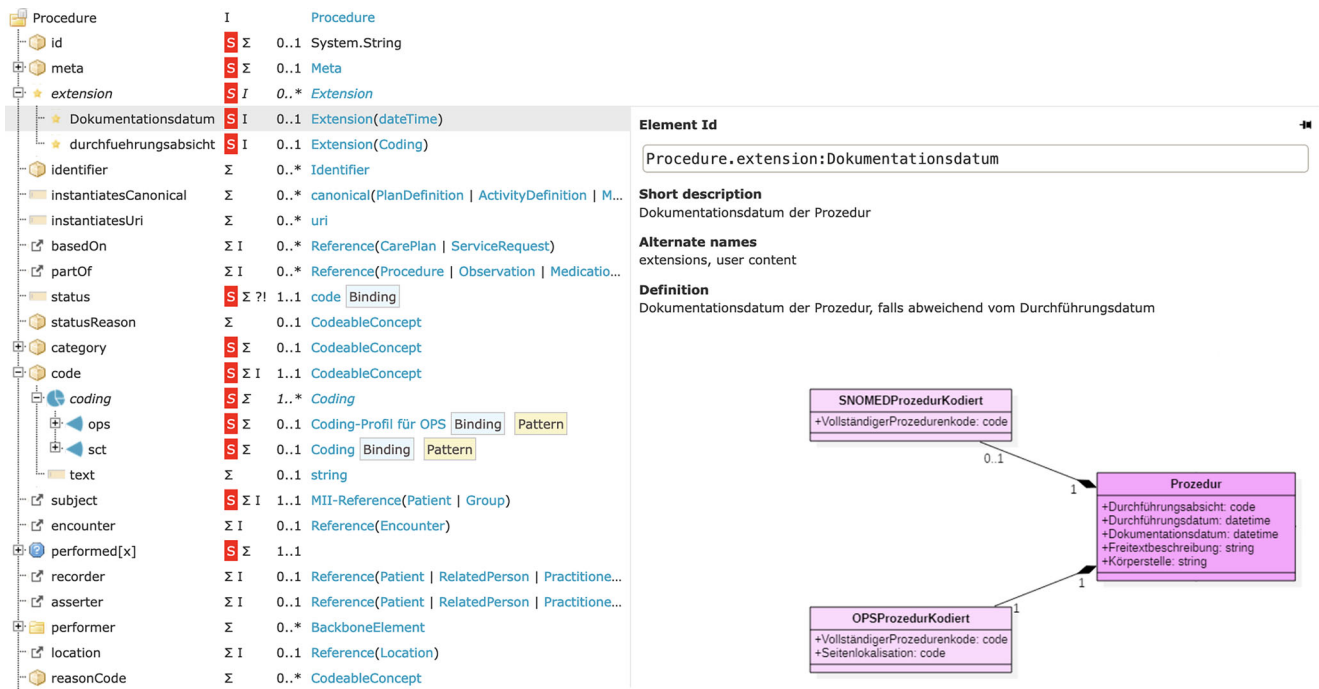 Procedure I Procedure
id S Σ 0..1 System.String
meta S Σ 0..1 Meta
extension S I 0..* Extension
Dokumentationsdatum S I 0..1 Extension(dateTime)
durchfuehrungsabsicht S I 0..1 Extension(Coding)
identifier Σ 0..* Identifier
instantiatesCanonical Σ 0..* canonical(PlanDefinition | ActivityDefinition | M...
instantiatesUri Σ 0..* uri
basedOn Σ I 0..* Reference(CarePlan | ServiceRequest)
partOf Σ I 0..* Reference(Procedure | Observation | Medicatio...
status S Σ ?! 1..1 code Binding
statusReason Σ 0..1 CodeableConcept
category S Σ 0..1 CodeableConcept
code S Σ I 1..1 CodeableConcept
coding S Σ 1..* Coding
ops S Σ 0..1 Coding-Profil für OPS Binding Pattern
sct S Σ 0..1 Coding Binding Pattern
text Σ 0..1 string
subject S Σ I 1..1 MII-Reference(Patient | Group)
encounter Σ I 0..1 Reference(Encounter)
performed[x] S Σ 1..1
recorder Σ I 0..1 Reference(Patient | RelatedPerson | Practitione...
asserter Σ I 0..1 Reference(Patient | RelatedPerson | Practitione...
performer Σ 0..* BackboneElement
location Σ I 0..1 Reference(Location)
reasonCode Σ 0..* CodeableConcept
Element Id
Procedure.extension:Dokumentationsdatum
Short description
Dokumentationsdatum der Prozedur
Alternate names
extensions, user content
Definition
Dokumentationsdatum der Prozedur, falls abweichend vom Durchführungsdatum
SNOMEDProzedurKodiert
+VollständigerProzedurenkode: code
0..1
1
Prozedur
+Durchführungsabsicht: code
+Durchführungsdatum: datetime
+Dokumentationsdatum: datetime
+Freitextbeschreibung: string
+Körperstelle: string
1
1
OPSProzedurKodiert
+VollständigerProzedurenkode: code
+Seitenlokalisation: code